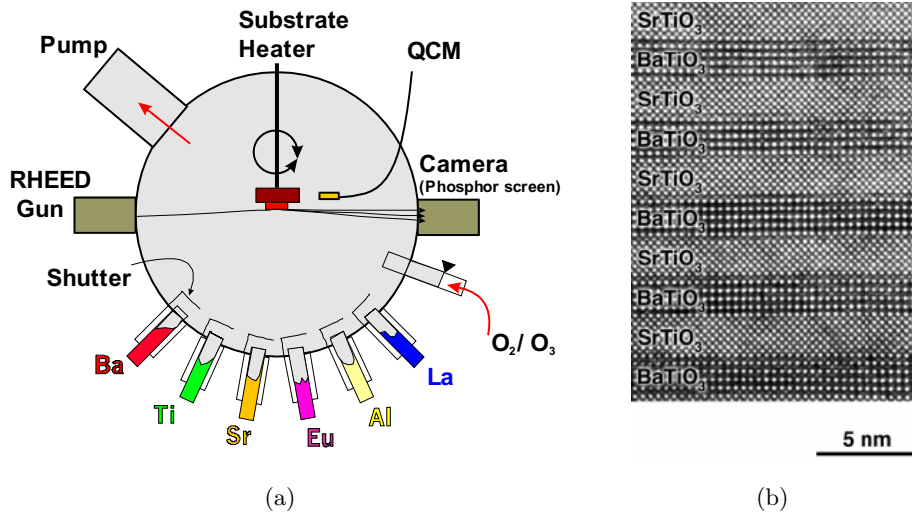 Substrate
Heater
Pump
QCM
RHEED
Gun
Camera
(Phosphor screen)
Shutter
O₂/ O₃
Ba
Ti
Sr
Eu
Al
La
(a)
SrTiO₃
BaTiO₃
SrTiO₃
BaTiO₃
SrTiO₃
BaTiO₃
SrTiO₃
BaTiO₃
SrTiO₃
BaTiO₃
5 nm
(b)